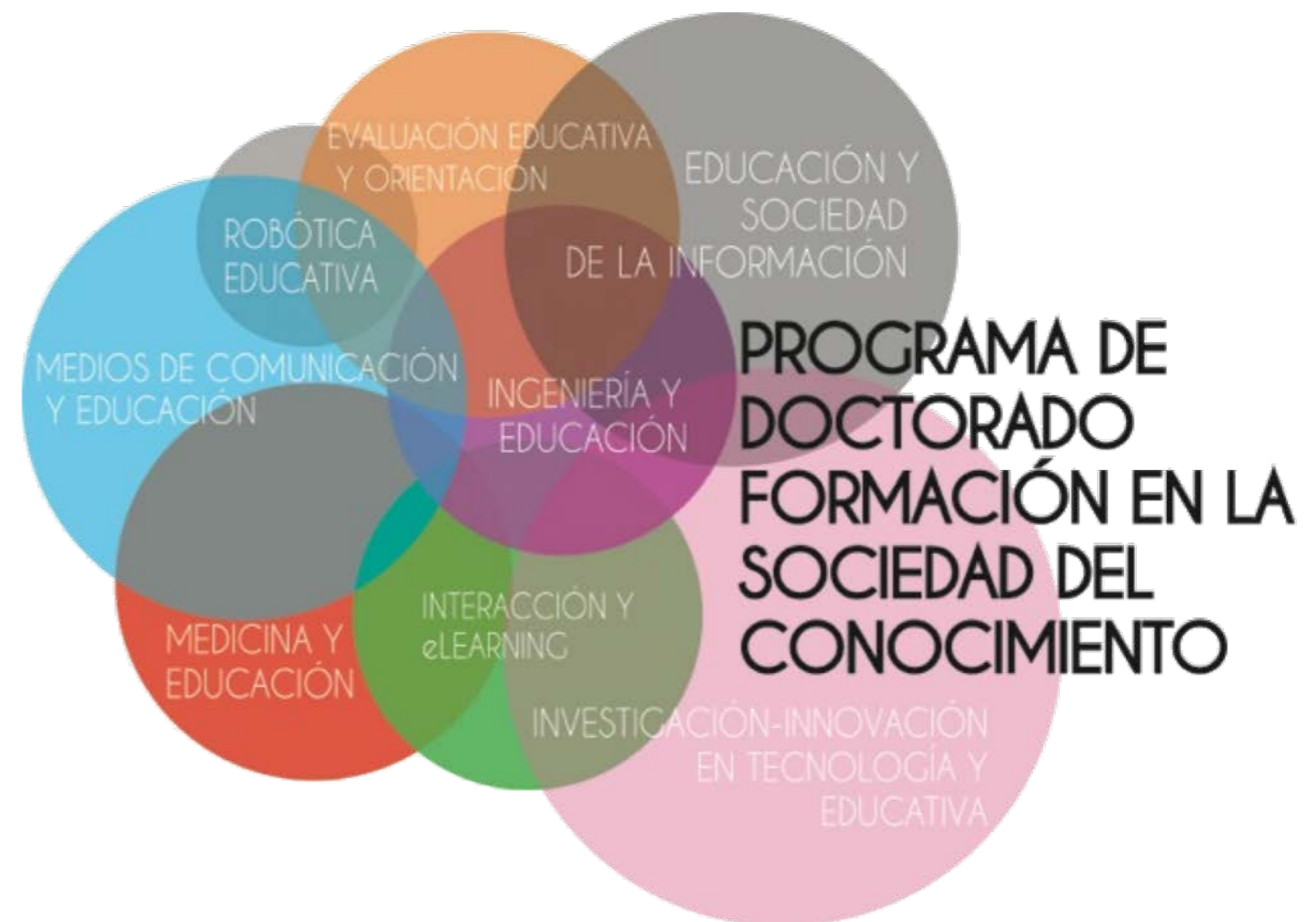 EVALUACIÓN EDUCATIVA
Y ORIENTACIÓN
EDUCACIÓN Y
SOCIEDAD
DE LA INFORMACIÓN
ROBÓTICA
EDUCATIVA
MEDIOS DE COMUNICACIÓN
Y EDUCACIÓN
INGENIERÍA Y
EDUCACIÓN
PROGRAMA DE
DOCTORADO
FORMACIÓN EN LA
SOCIEDAD DEL
CONOCIMIENTO
INTERACCIÓN Y
eLEARNING
MEDICINA Y
EDUCACIÓN
INVESTIGACIÓN-INNOVACIÓN
EN TECNOLOGÍA Y
EDUCATIVA